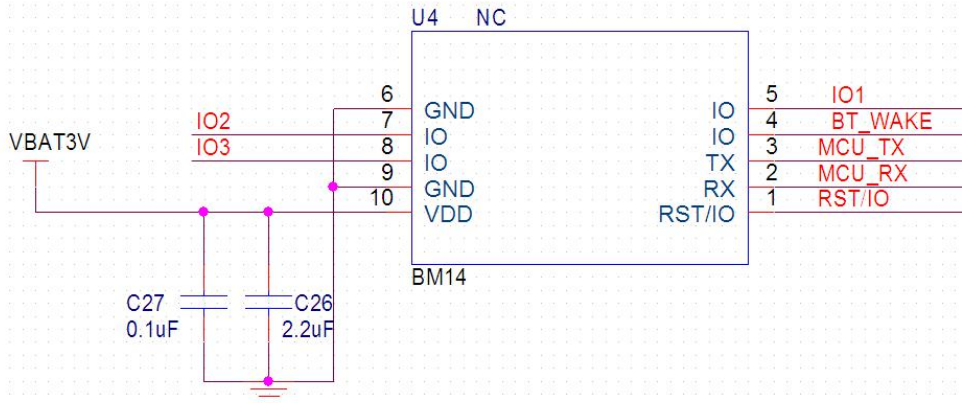 U4 NC
6 GND IO 5 IO1
IO2 7 IO IO 4 BT_WAKE
VBAT3V IO3 8 IO TX 3 MCU_TX
9 GND RX 2 MCU_RX
10 VDD RST/IO 1 RST/IO
BM14
C27 C26
0.1uF 2.2uF